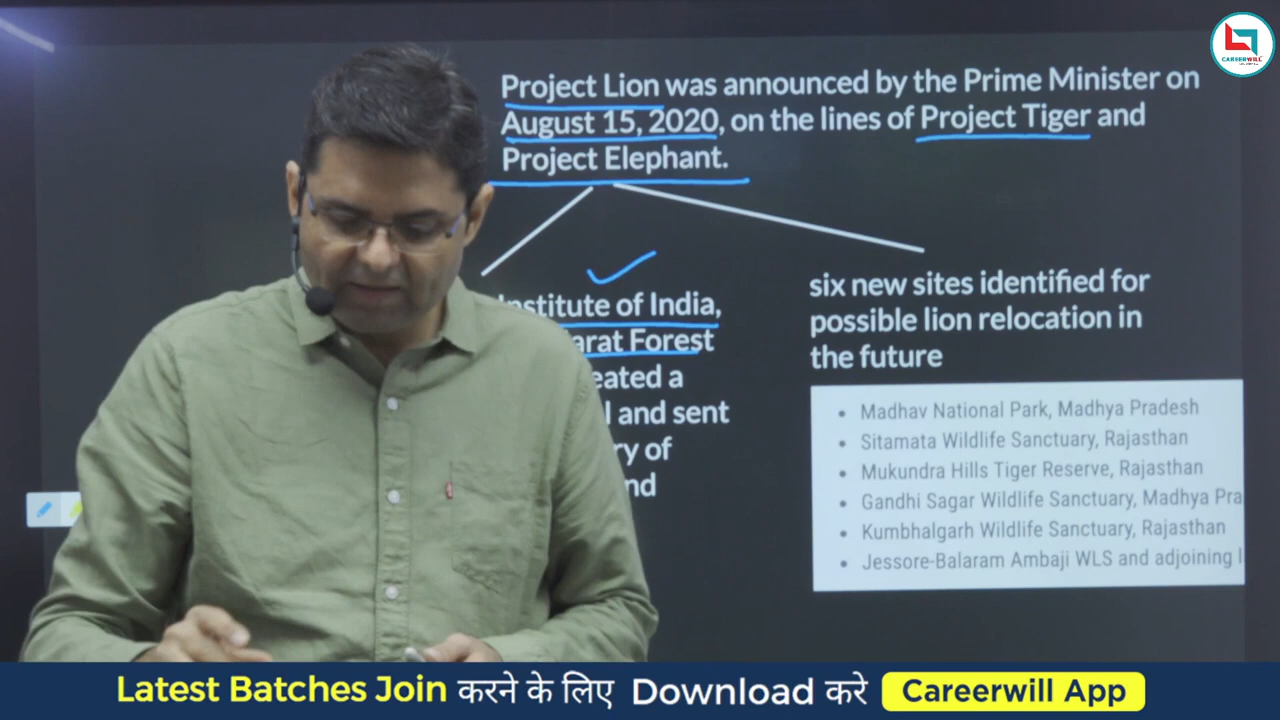 CAREERWILL
Project Lion was announced by the Prime Minister on
August 15, 2020, on the lines of Project Tiger and
Project Elephant.
Institute of India,
Forest
a
and sent
of
six new sites identified for
possible lion relocation in
the future
• Madhav National Park, Madhya Pradesh
• Sitamata Wildlife Sanctuary, Rajasthan
• Mukundra Hills Tiger Reserve, Rajasthan
• Gandhi Sagar Wildlife Sanctuary, Madhya Pra
• Kumbhalgarh Wildlife Sanctuary, Rajasthan
• Jessore-Balaram Ambaji WLS and adjoining
Latest Batches Join करने के लिए Download करे Careerwill App